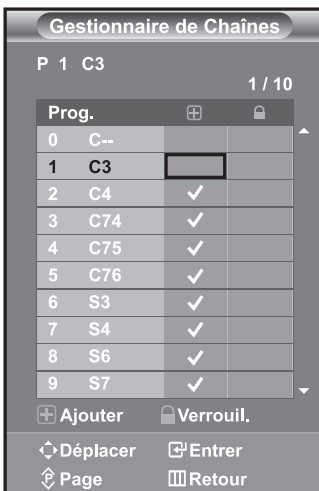 Gestionnaire de Chaînes
P 1 C3
1 / 10
Prog.
0 C--
1 C3
2 C4 ✓
3 C74 ✓
4 C75 ✓
5 C76 ✓
6 S3 ✓
7 S4 ✓
8 S6 ✓
9 S7 ✓
Ajouter Verrouil.
Déplacer Entrer
Page Retour